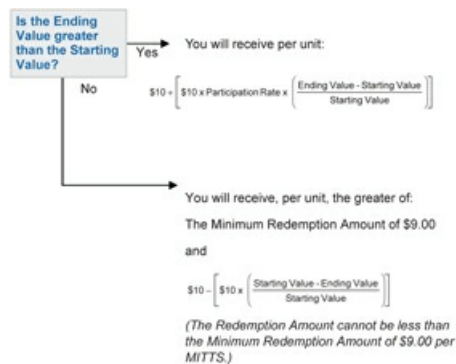 Is the Ending
Value greater
than the Starting
Value?
Yes
You will receive per unit:
No
$10 + [ $10 x Participation Rate x ( Ending Value - Starting Value
Starting Value ) ]
You will receive, per unit, the greater of:
The Minimum Redemption Amount of $9.00
and
$10 – [ $10 x ( Starting Value - Ending Value
Starting Value ) ]
(The Redemption Amount cannot be less than
the Minimum Redemption Amount of $9.00 per
MITTS.)